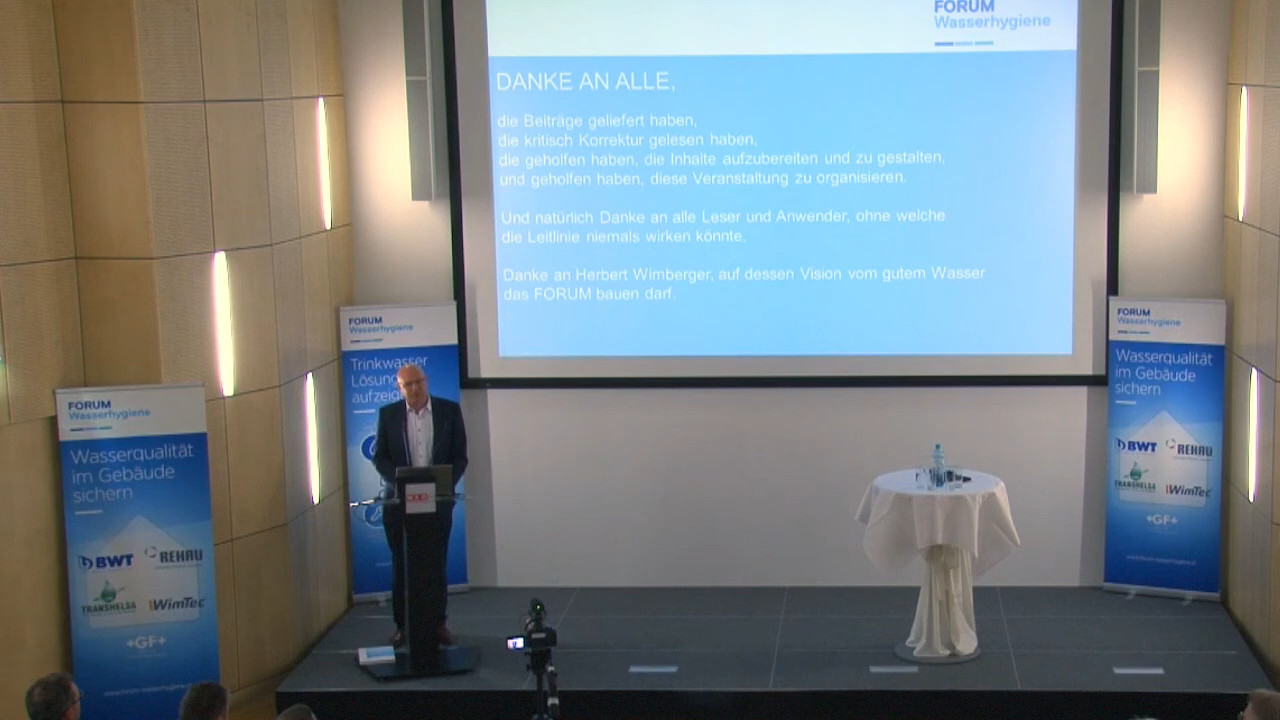 FORUM
Wasserhygiene
DANKE AN ALLE,
die Beiträge geliefert haben,
die kritisch Korrektur gelesen haben,
die geholfen haben, die Inhalte aufzubereiten und zu gestalten,
und geholfen haben, diese Veranstaltung zu organisieren.
Und natürlich Danke an alle Leser und Anwender, ohne welche
die Leitlinie niemals wirken könnte.
Danke an Herbert Wimberger, auf dessen Vision vom gutem Wasser
das FORUM bauen darf.
FORUM
Wasserhygiene
Trinkwasser
aufzeig
FORUM
Wasserhygiene
Wasserqualität
im Gebäude
sichern
BWT
REHAU
TRANSHELSA
WimTec
+GF+
www.forum-wasserhygiene.at
FORUM
Wasserhygiene
Wasserqualität
im Gebäude
sichern
BWT
REHAU
TRANSHELSA
WimTec
+GF+